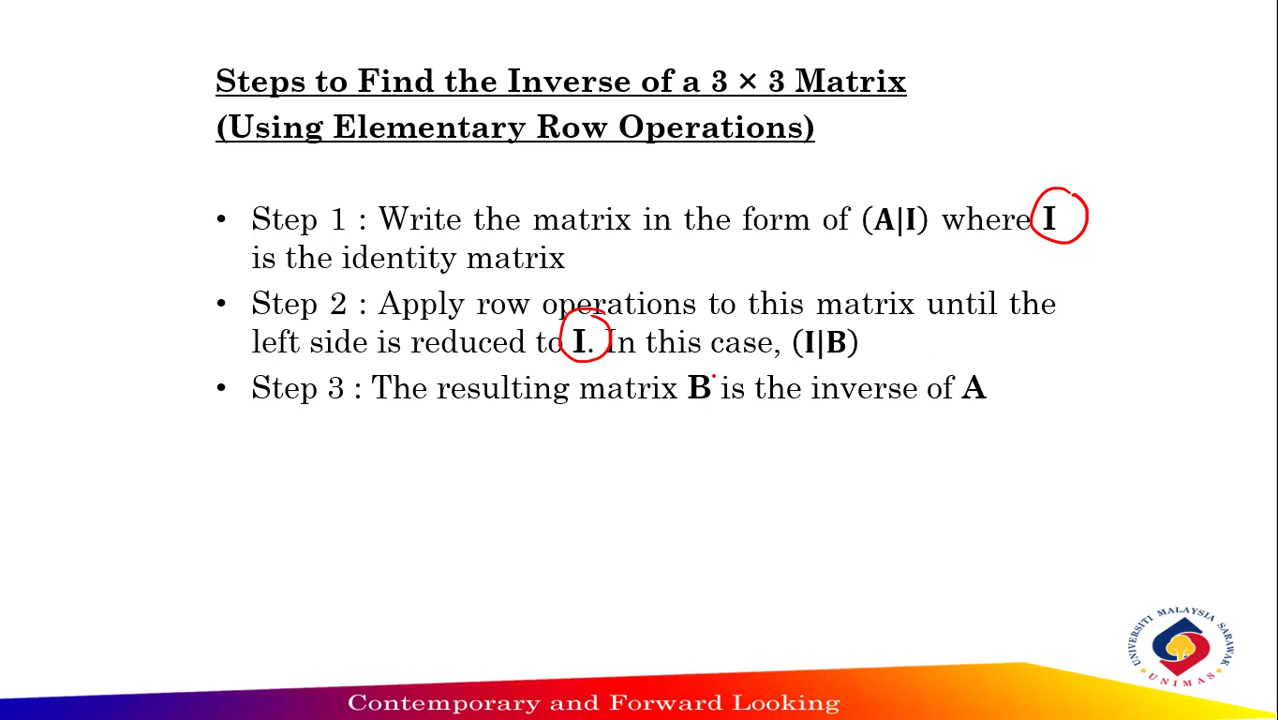 Steps to Find the Inverse of a 3 × 3 Matrix
(Using Elementary Row Operations)
• Step 1 : Write the matrix in the form of (A|I) where I
is the identity matrix
• Step 2 : Apply row operations to this matrix until the
left side is reduced to I. In this case, (I|B)
• Step 3 : The resulting matrix B is the inverse of A
UNIVERSITI MALAYSIA SARAWAK
UNIMAS
Contemporary and Forward Looking